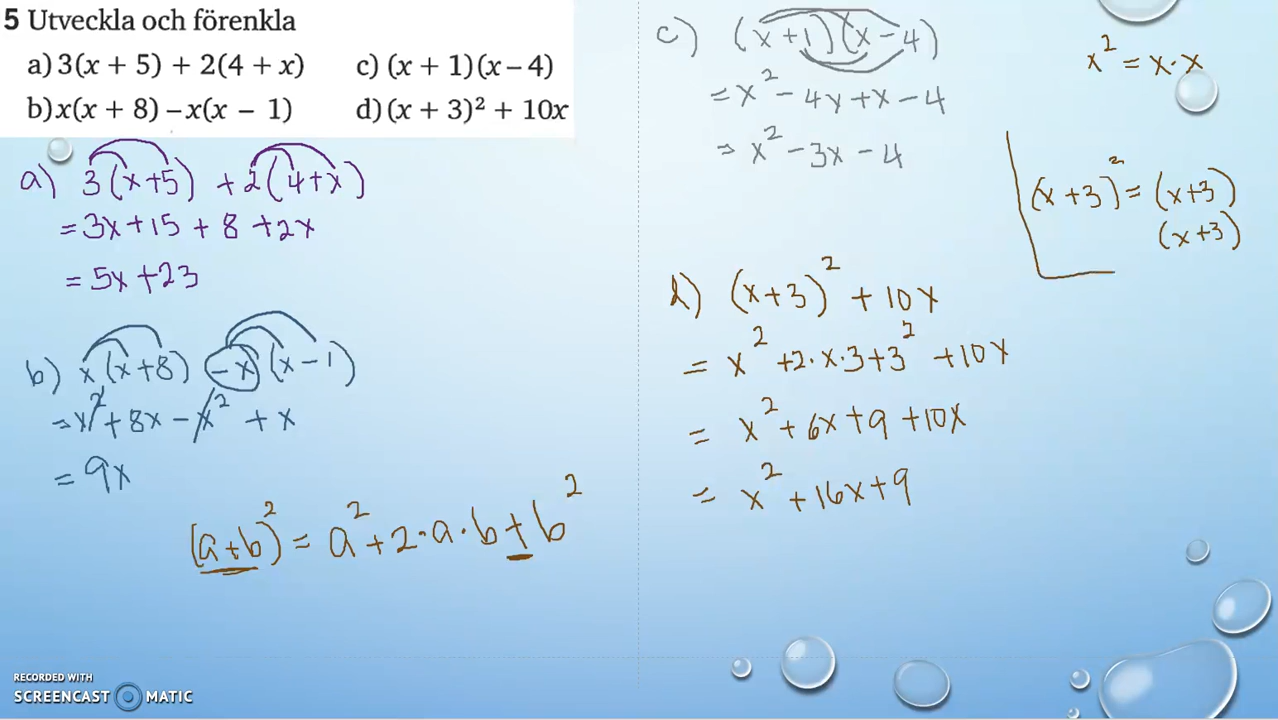 5 Utveckla och förenkla
a) 3(x + 5) + 2(4 + x)
b) x(x + 8) – x(x – 1)
c) (x + 1)(x – 4)
d) (x + 3)² + 10x
a) 3(x+5) + 2(4+x)
= 3x+15 + 8 +2x
= 5x +23
b) x(x+8) -x(x-1)
= x² + 8x - x² + x
= 9x
(a+b)² = a² + 2·a·b + b²
c) (x+1)(x-4)
= x² - 4y + x - 4
= x² - 3x - 4
d) (x+3)² + 10x
= x² +2·x·3+3² +10x
= x² + 6x + 9 + 10x
= x² + 16x + 9
x² = x·x
(x+3)² = (x+3)
(x+3)
RECORDED WITH
SCREENCAST MATIC